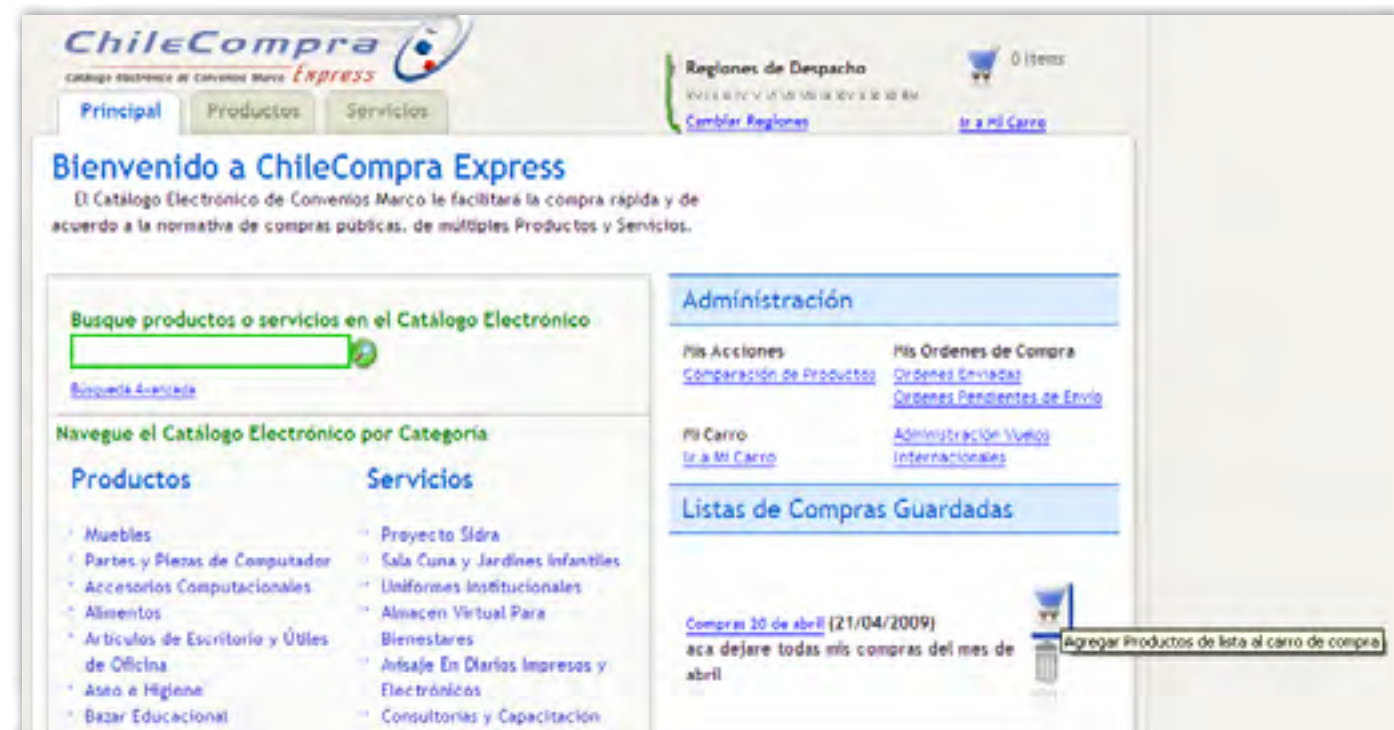 ChileCompra
Catálogo Electrónico de Convenios Marco Express
Principal Productos Servicios
Regiones de Despacho
Cambiar Regiones
0 Items
Ir a Mi Carro
Bienvenido a ChileCompra Express
El Catálogo Electrónico de Convenios Marco le facilitará la compra rápida y de
acuerdo a la normativa de compras públicas, de múltiples Productos y Servicios.
Busque productos o servicios en el Catálogo Electrónico
Búsqueda Avanzada
Navegue el Catálogo Electrónico por Categoría
Productos
Muebles
Partes y Piezas de Computador
Accesorios Computacionales
Alimentos
Artículos de Escritorio y Útiles
de Oficina
Aseo e Higiene
Bazar Educacional
Servicios
Proyecto Sidra
Sala Cuna y Jardines Infantiles
Uniformes Institucionales
Almacen Virtual Para
Bienestares
Avisaje En Diarios Impresos y
Electrónicos
Consultorías y Capacitación
Administración
Mis Acciones
Comparación de Productos
Mis Ordenes de Compra
Ordenes Enviadas
Ordenes Pendientes de Envío
Mi Carro
Ir a Mi Carro
Administración Vuelos
Internacionales
Listas de Compras Guardadas
Compras 20 de abril (21/04/2009)
aca dejare todas mis compras del mes de
abril
Agregar Productos de lista al carro de compra